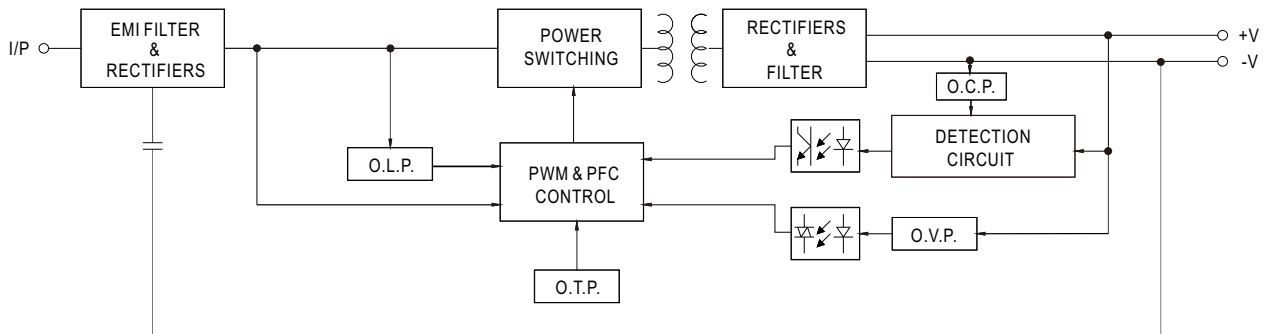 I/P
EMI FILTER
&
RECTIFIERS
POWER
SWITCHING
RECTIFIERS
&
FILTER
+V
-V
O.C.P.
DETECTION
CIRCUIT
O.L.P.
PWM & PFC
CONTROL
O.V.P.
O.T.P.